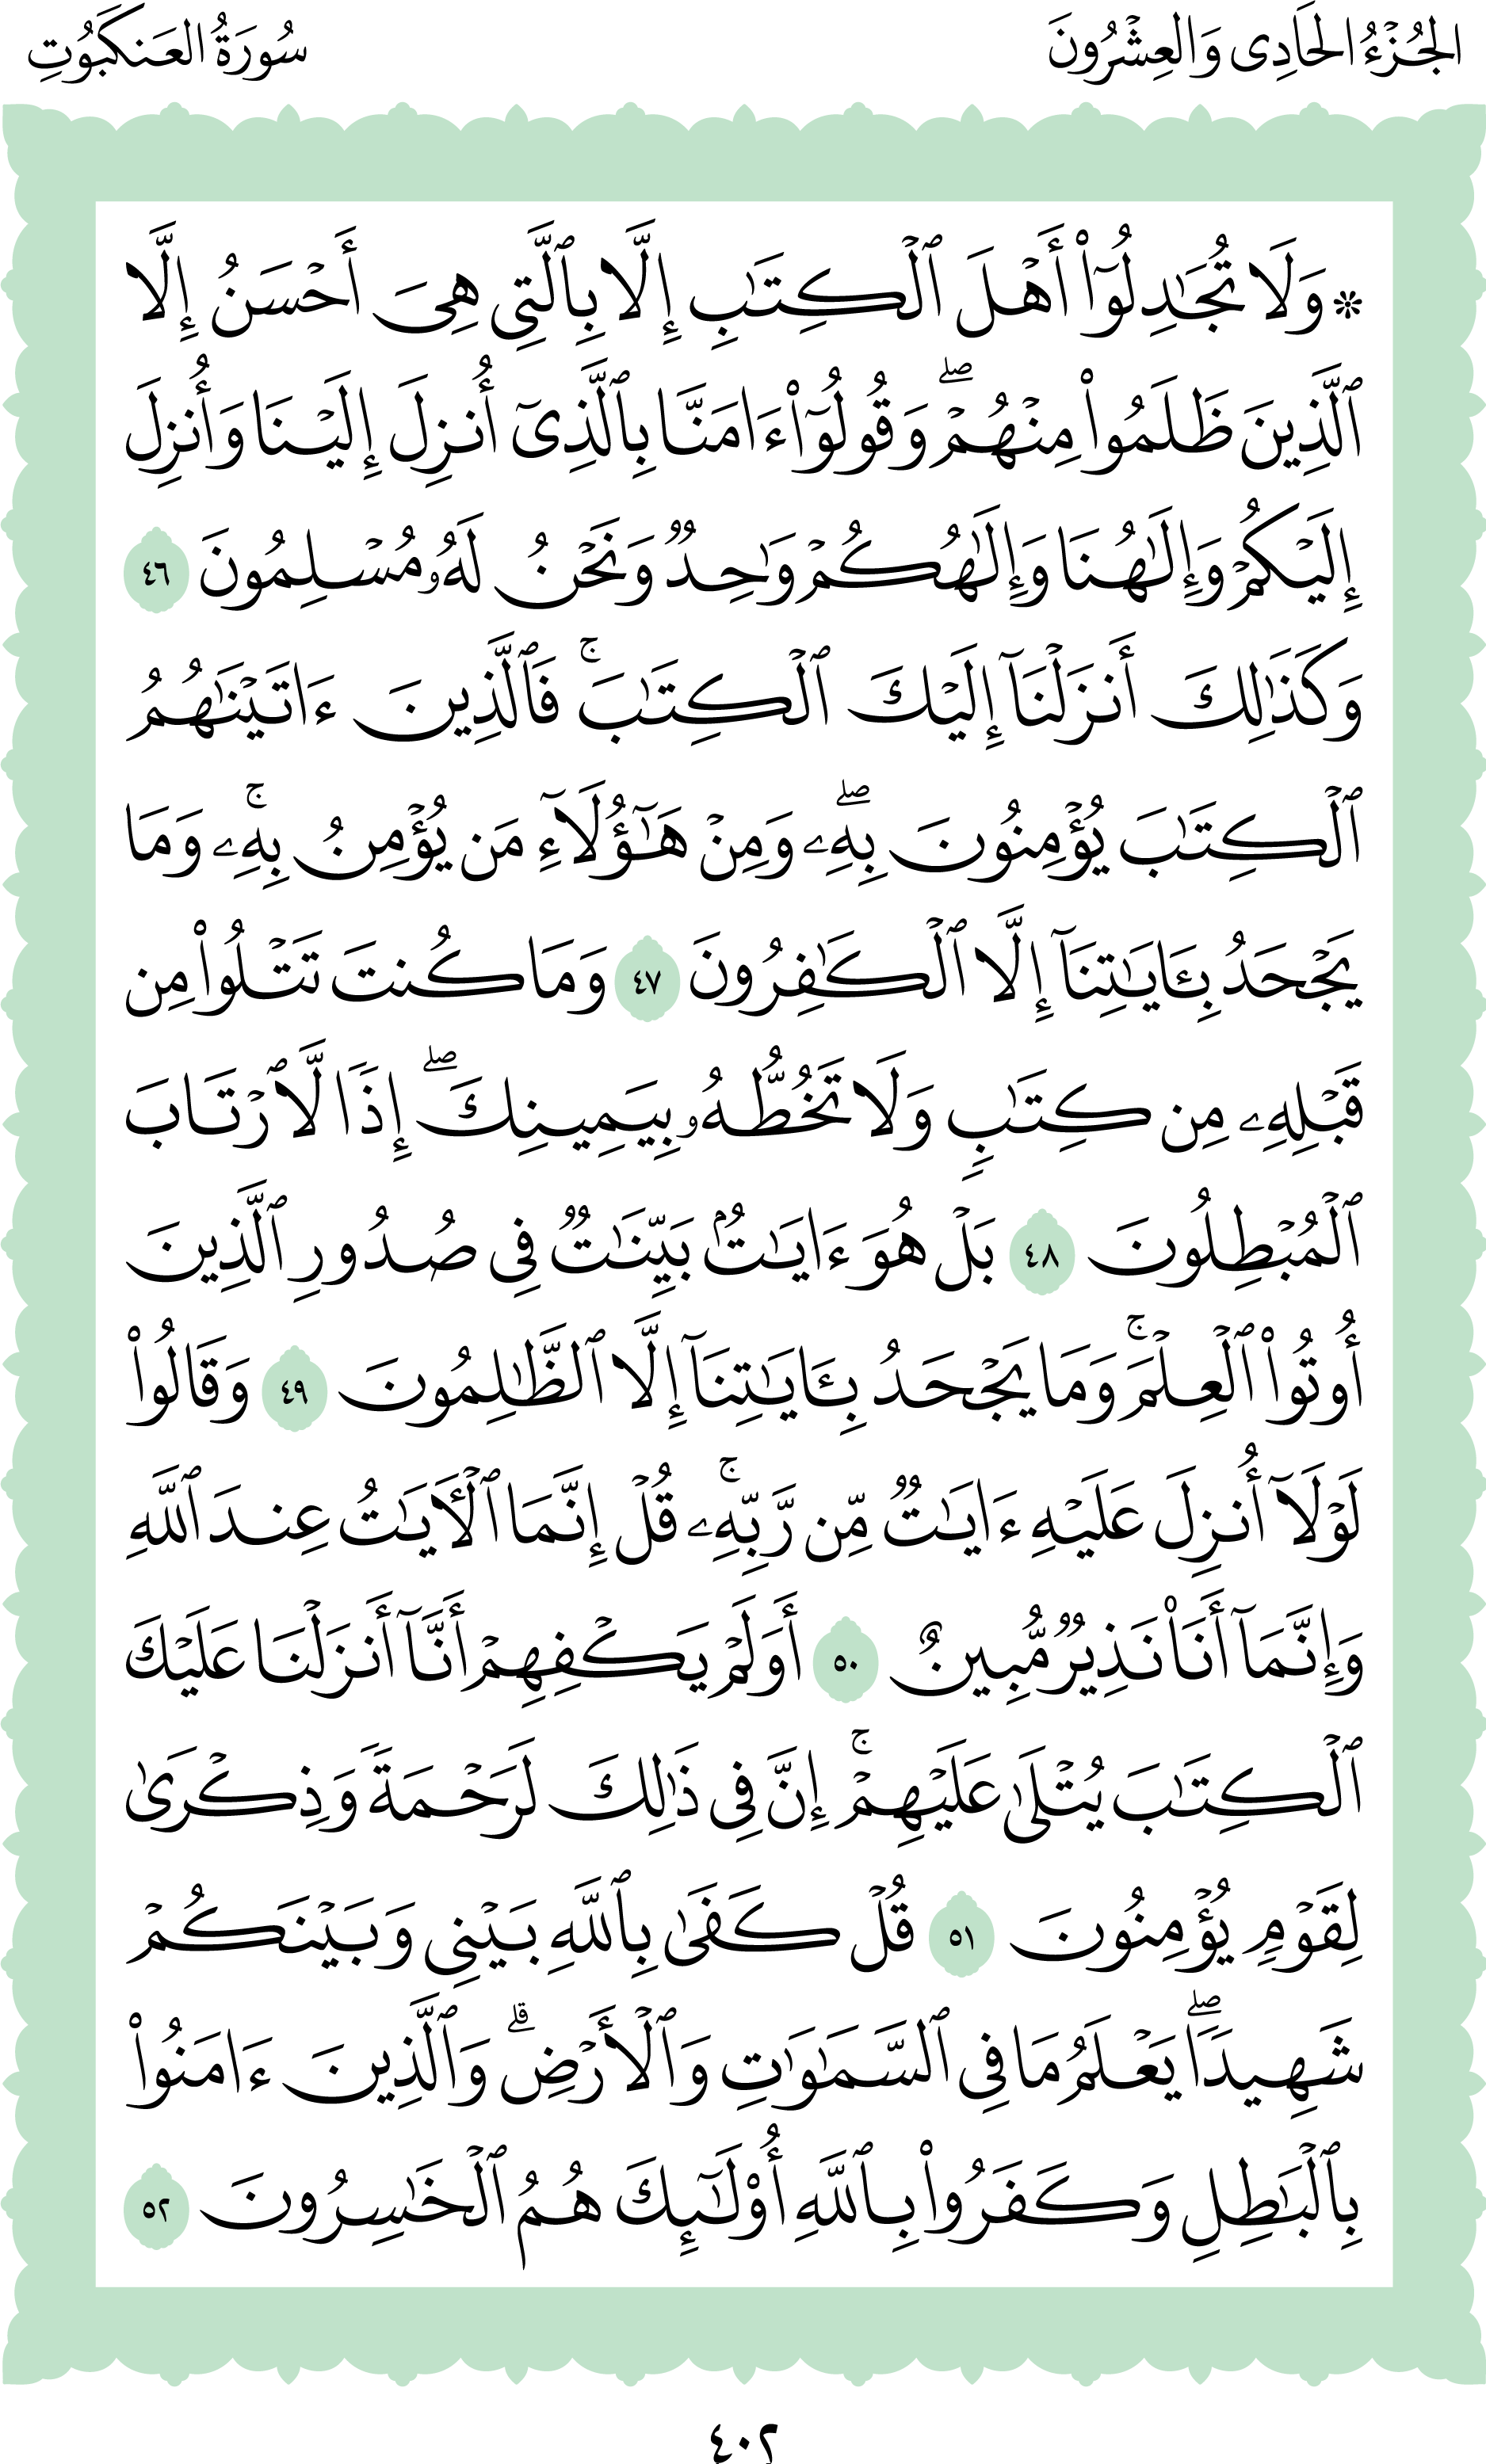 الجُزْءُ الحَادِى وَالعِشْرُونَ
سُورَةُ العَنكَبُوتِ
* وَلَا تُجَٰدِلُوٓا۟ أَهْلَ ٱلْكِتَٰبِ إِلَّا بِٱلَّتِى هِىَ أَحْسَنُ إِلَّا
ٱلَّذِينَ ظَلَمُوا۟ مِنْهُمْ ۖ وَقُولُوٓا۟ ءَامَنَّا بِٱلَّذِىٓ أُنزِلَ إِلَيْنَا وَأُنزِلَ
إِلَيْكُمْ وَإِلَٰهُنَا وَإِلَٰهُكُمْ وَٰحِدٌ وَنَحْنُ لَهُۥ مُسْلِمُونَ ٤٦
وَكَذَٰلِكَ أَنزَلْنَآ إِلَيْكَ ٱلْكِتَٰبَ ۚ فَٱلَّذِينَ ءَاتَيْنَٰهُمُ
ٱلْكِتَٰبَ يُؤْمِنُونَ بِهِۦ ۖ وَمِنْ هَٰٓؤُلَآءِ مَن يُؤْمِنُ بِهِۦ ۚ وَمَا
يَجْحَدُ بِـَٔايَٰتِنَآ إِلَّا ٱلْكَٰفِرُونَ ٤٧ وَمَا كُنتَ تَتْلُوا۟ مِن
قَبْلِهِۦ مِن كِتَٰبٍ وَلَا تَخُطُّهُۥ بِيَمِينِكَ ۖ إِذًا لَّٱرْتَابَ
ٱلْمُبْطِلُونَ ٤٨ بَلْ هُوَ ءَايَٰتٌۢ بَيِّنَٰتٌ فِى صُدُورِ ٱلَّذِينَ
أُوتُوا۟ ٱلْعِلْمَ ۚ وَمَا يَجْحَدُ بِـَٔايَٰتِنَآ إِلَّا ٱلظَّٰلِمُونَ ٤٩ وَقَالُوا۟
لَوْلَآ أُنزِلَ عَلَيْهِ ءَايَٰتٌ مِّن رَّبِّهِۦ ۚ قُلْ إِنَّمَا ٱلْـَٔايَٰتُ عِندَ ٱللَّهِ
وَإِنَّمَآ أَنَا۠ نَذِيرٌ مُّبِينٌ ٥٠ أَوَلَمْ يَكْفِهِمْ أَنَّآ أَنزَلْنَا عَلَيْكَ
ٱلْكِتَٰبَ يُتْلَىٰ عَلَيْهِمْ ۚ إِنَّ فِى ذَٰلِكَ لَرَحْمَةً وَذِكْرَىٰ
لِقَوْمٍ يُؤْمِنُونَ ٥١ قُلْ كَفَىٰ بِٱللَّهِ بَيْنِى وَبَيْنَكُمْ
شَهِيدًا ۖ يَعْلَمُ مَا فِى ٱلسَّمَٰوَٰتِ وَٱلْأَرْضِ ۗ وَٱلَّذِينَ ءَامَنُوا۟
بِٱلْبَٰطِلِ وَكَفَرُوا۟ بِٱللَّهِ أُو۟لَٰٓئِكَ هُمُ ٱلْخَٰسِرُونَ ٥٢
٤٠٢